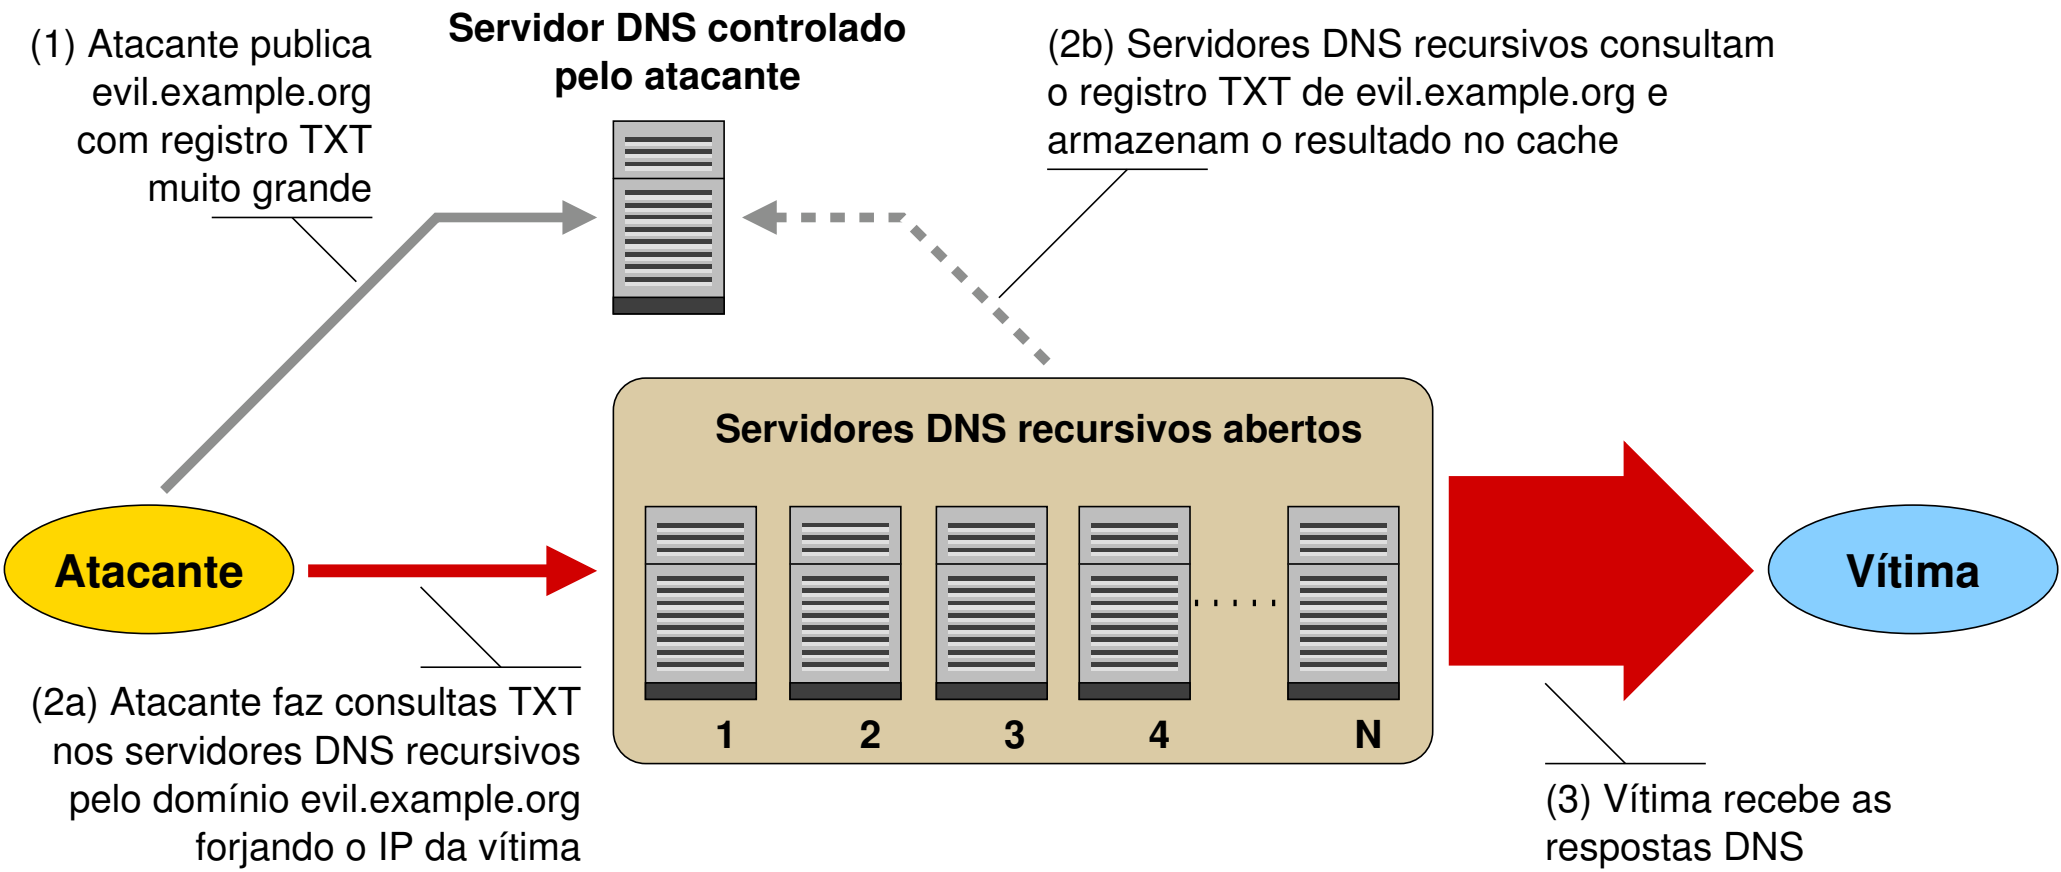 (1) Atacante publica
evil.example.org
com registro TXT
muito grande
Servidor DNS controlado
pelo atacante
(2b) Servidores DNS recursivos consultam
o registro TXT de evil.example.org e
armazenam o resultado no cache
Servidores DNS recursivos abertos
Atacante
Vítima
1 2 3 4 ..... N
(2a) Atacante faz consultas TXT
nos servidores DNS recursivos
pelo domínio evil.example.org
forjando o IP da vítima
(3) Vítima recebe as
respostas DNS